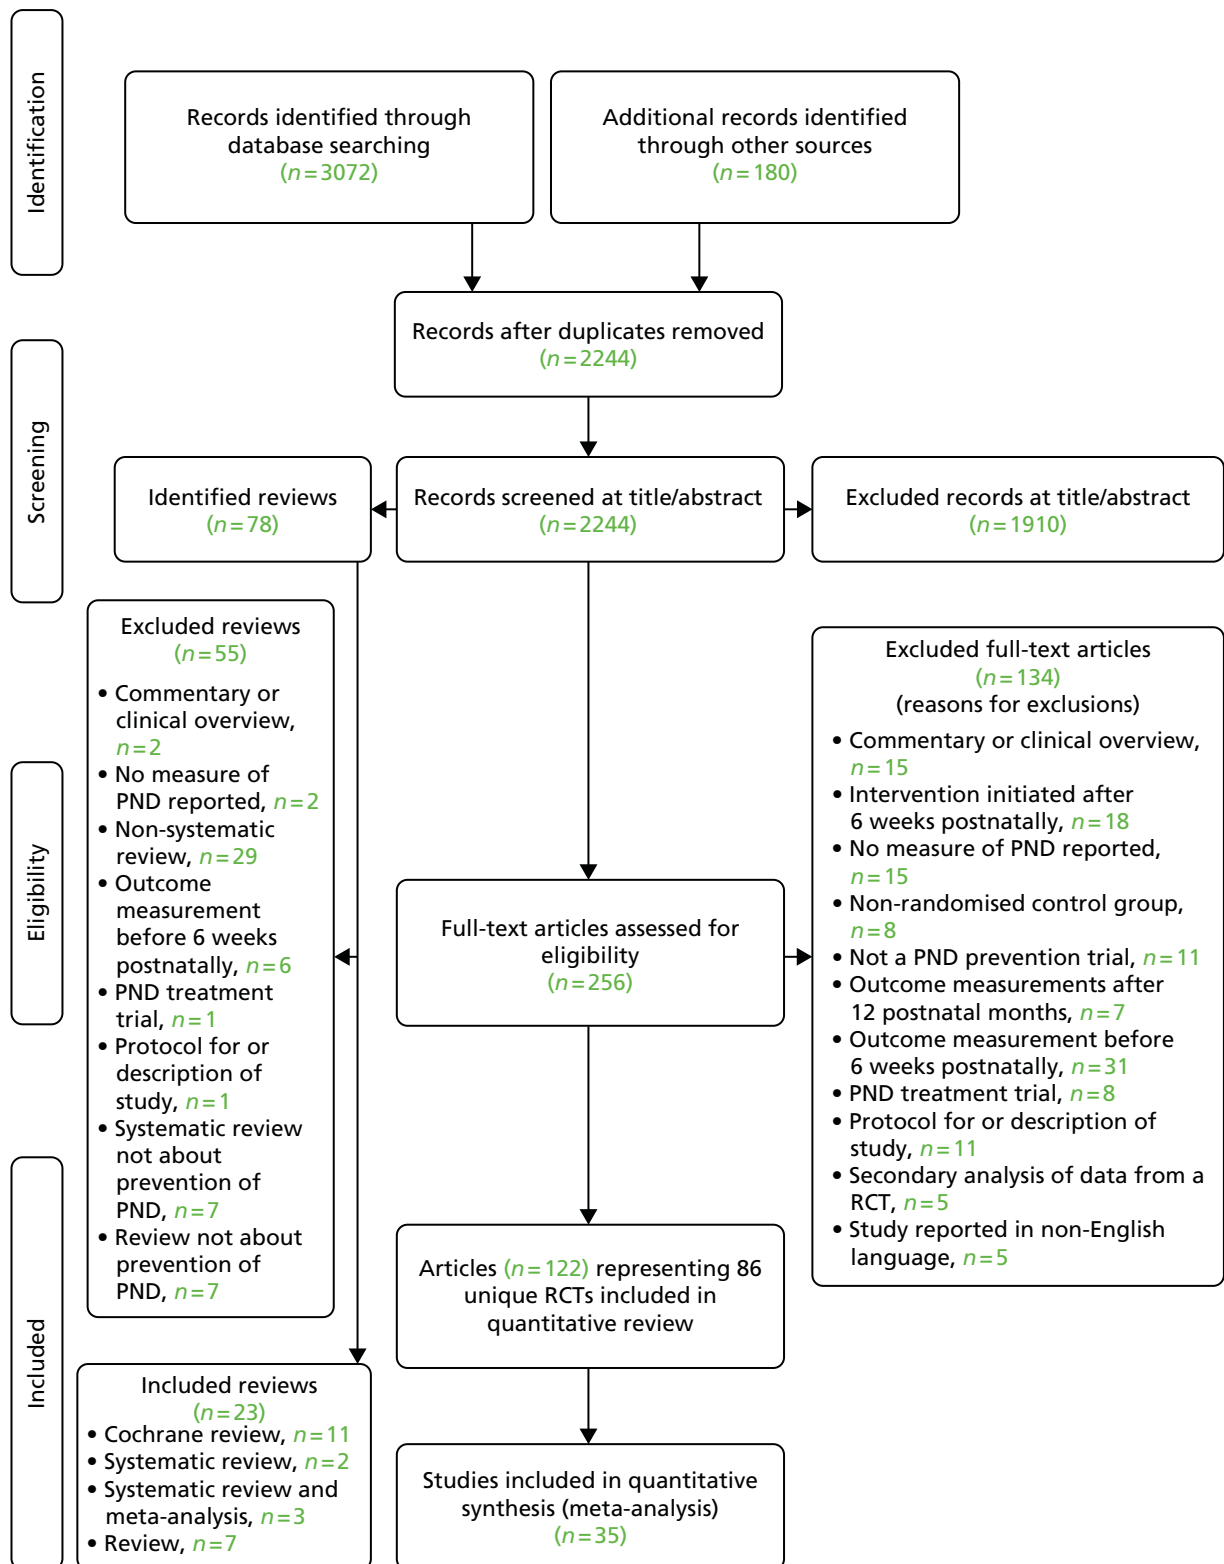 Identification
Records identified through
database searching
(n=3072)
Additional records identified
through other sources
(n=180)
Records after duplicates removed
(n=2244)
Screening
Identified reviews
(n=78)
Records screened at title/abstract
(n=2244)
Excluded records at title/abstract
(n=1910)
Eligibility
Excluded reviews
(n=55)
• Commentary or
clinical overview,
n=2
• No measure of
PND reported, n=2
• Non-systematic
review, n=29
• Outcome
measurement
before 6 weeks
postnatally, n=6
• PND treatment
trial, n=1
• Protocol for or
description of
study, n=1
• Systematic review
not about
prevention of
PND, n=7
• Review not about
prevention of
PND, n=7
Full-text articles assessed for
eligibility
(n=256)
Excluded full-text articles
(n=134)
(reasons for exclusions)
• Commentary or clinical overview,
n=15
• Intervention initiated after
6 weeks postnatally, n=18
• No measure of PND reported,
n=15
• Non-randomised control group,
n=8
• Not a PND prevention trial, n=11
• Outcome measurements after
12 postnatal months, n=7
• Outcome measurement before
6 weeks postnatally, n=31
• PND treatment trial, n=8
• Protocol for or description of
study, n=11
• Secondary analysis of data from a
RCT, n=5
• Study reported in non-English
language, n=5
Included
Articles (n=122) representing 86
unique RCTs included in
quantitative review
Included reviews
(n=23)
• Cochrane review, n=11
• Systematic review, n=2
• Systematic review and
meta-analysis, n=3
• Review, n=7
Studies included in quantitative
synthesis (meta-analysis)
(n=35)